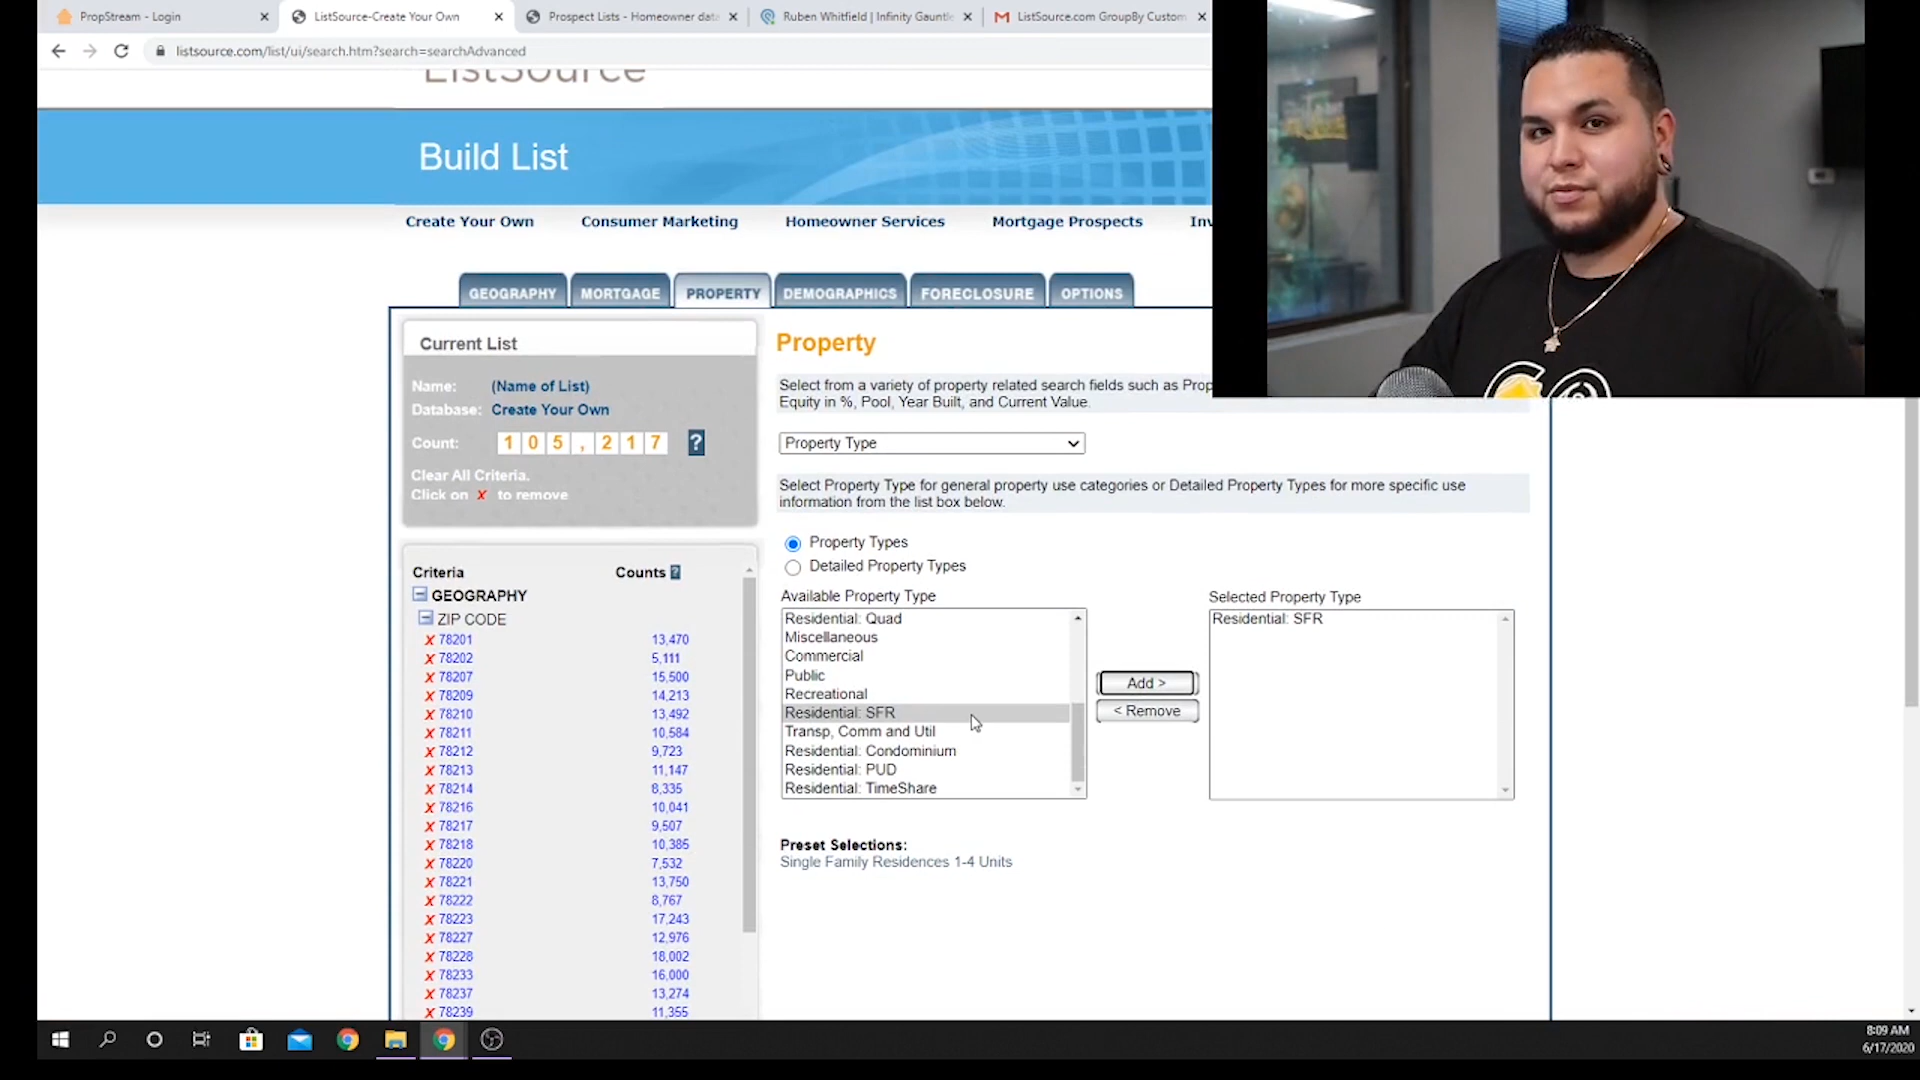 PropStream - Login
ListSource-Create Your Own
Prospect Lists - Homeowner data
Ruben Whitfield | Infinity Gauntle
ListSource.com GroupBy Custom
listsource.com/list/ui/search.htm?search=searchAdvanced
ListSource
Build List
Create Your Own
Consumer Marketing
Homeowner Services
Mortgage Prospects
Inv
GEOGRAPHY
MORTGAGE
PROPERTY
DEMOGRAPHICS
FORECLOSURE
OPTIONS
Current List
Name: (Name of List)
Database: Create Your Own
Count: 105,217 ?
Clear All Criteria.
Click on X to remove
Criteria Counts ?
GEOGRAPHY
ZIP CODE
X 78201 13,470
X 78202 5,111
X 78207 15,500
X 78209 14,213
X 78210 13,492
X 78211 10,584
X 78212 9,723
X 78213 11,147
X 78214 8,335
X 78216 10,041
X 78217 9,507
X 78218 10,385
X 78220 7,532
X 78221 13,750
X 78222 8,767
X 78223 17,243
X 78227 12,976
X 78228 18,002
X 78233 16,000
X 78237 13,274
X 78239 11,355
Property
Select from a variety of property related search fields such as Prop
Equity in %, Pool, Year Built, and Current Value.
Property Type
Select Property Type for general property use categories or Detailed Property Types for more specific use
information from the list box below.
Property Types
Detailed Property Types
Available Property Type
Residential: Quad
Miscellaneous
Commercial
Public
Recreational
Residential: SFR
Transp, Comm and Util
Residential: Condominium
Residential: PUD
Residential: TimeShare
Add >
< Remove
Selected Property Type
Residential: SFR
Preset Selections:
Single Family Residences 1-4 Units
8:09 AM
6/17/2020